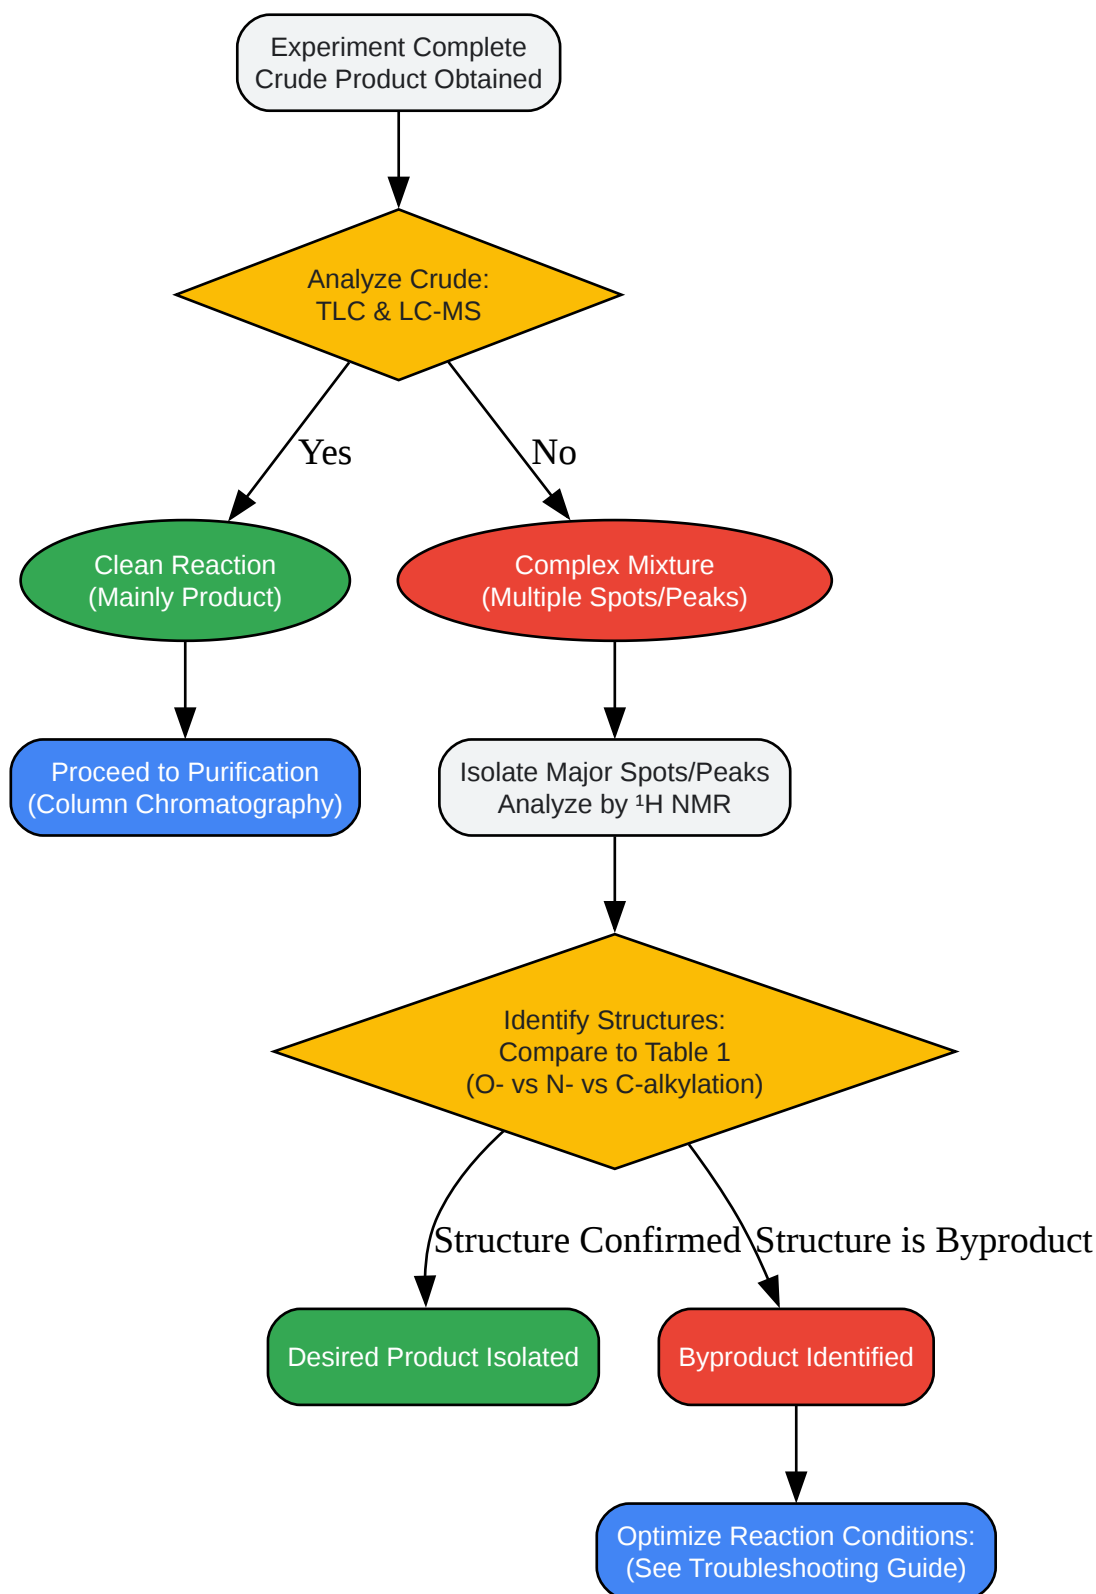 Experiment Complete
Crude Product Obtained
Analyze Crude:
TLC & LC-MS
Yes
No
Clean Reaction
(Mainly Product)
Complex Mixture
(Multiple Spots/Peaks)
Proceed to Purification
(Column Chromatography)
Isolate Major Spots/Peaks
Analyze by ¹H NMR
Identify Structures:
Compare to Table 1
(O- vs N- vs C-alkylation)
Structure Confirmed
Structure is Byproduct
Desired Product Isolated
Byproduct Identified
Optimize Reaction Conditions:
(See Troubleshooting Guide)